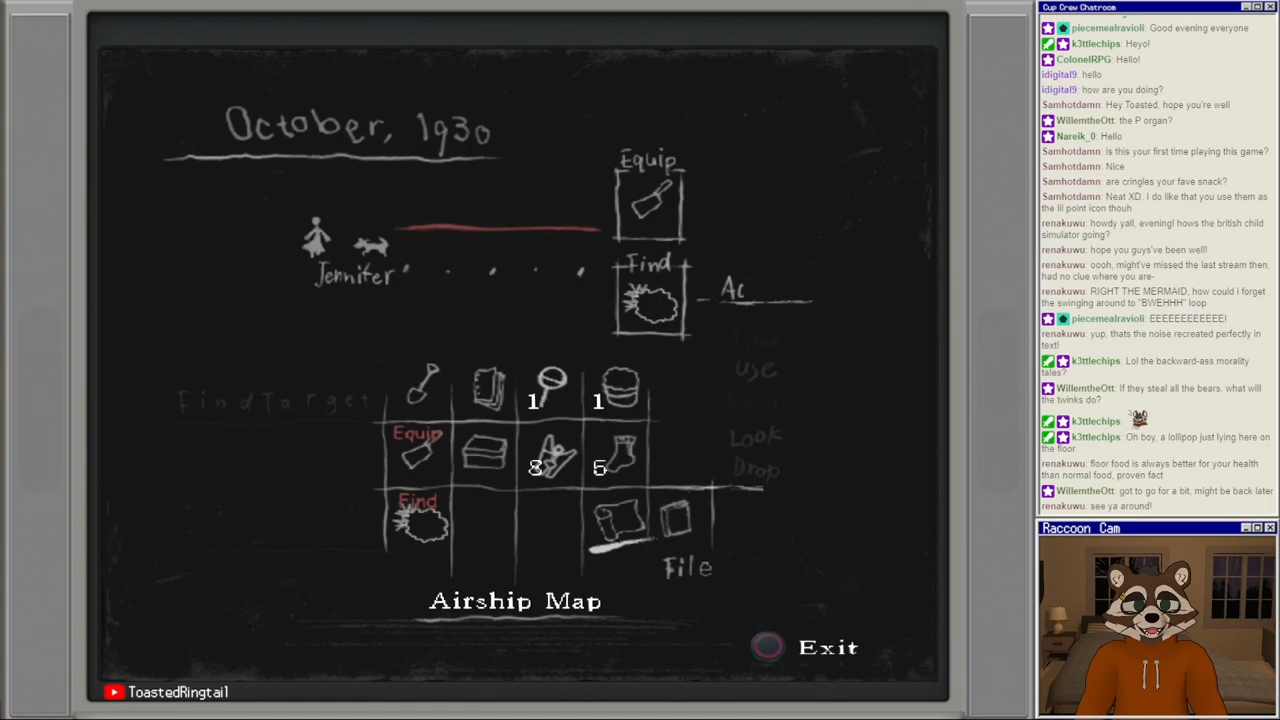 October, 1930
Equip
Find
Jennifer
Ac
use
FindTarget
1
1
Equip
Look
8
5
Drop
Find
File
Airship Map
Exit
ToastedRingtail
Cup Crew Chatroom
piecemealravioli: Good evening everyone
k3ttlechips: Heyo!
ColonelRPG: Hello!
idigital9: hello
idigital9: how are you doing?
Samhotdamn: Hey Toasted, hope you're well
WillemtheOtt: the P organ?
Nareik_0: Hello
Samhotdamn: is this your first time playing this game?
Samhotdamn: Nice
Samhotdamn: are cringles your fave snack?
Samhotdamn: Neat XD. I do like that you use them as
the lil point icon thouh
renakuwu: howdy yall, evening! hows the british child
simulator going?
renakuwu: hope you guys've been well!
renakuwu: oooh, might've missed the last stream then,
had no clue where you are-
renakuwu: RIGHT THE MERMAID, how could i forget
the swinging around to "BWEHHH" loop
piecemealravioli: EEEEEEEEEEEE!
renakuwu: yup, thats the noise recreated perfectly in
text!
k3ttlechips: Lol the backward-ass morality
tales?
WillemtheOtt: If they steal all the bears, what will
the twinks do?
k3ttlechips:
k3ttlechips: Oh boy, a lollipop just lying here on
the floor
renakuwu: floor food is always better for your health
than normal food, proven fact
WillemtheOtt: got to go for a bit, might be back later
renakuwu: see ya around!
Raccoon Cam